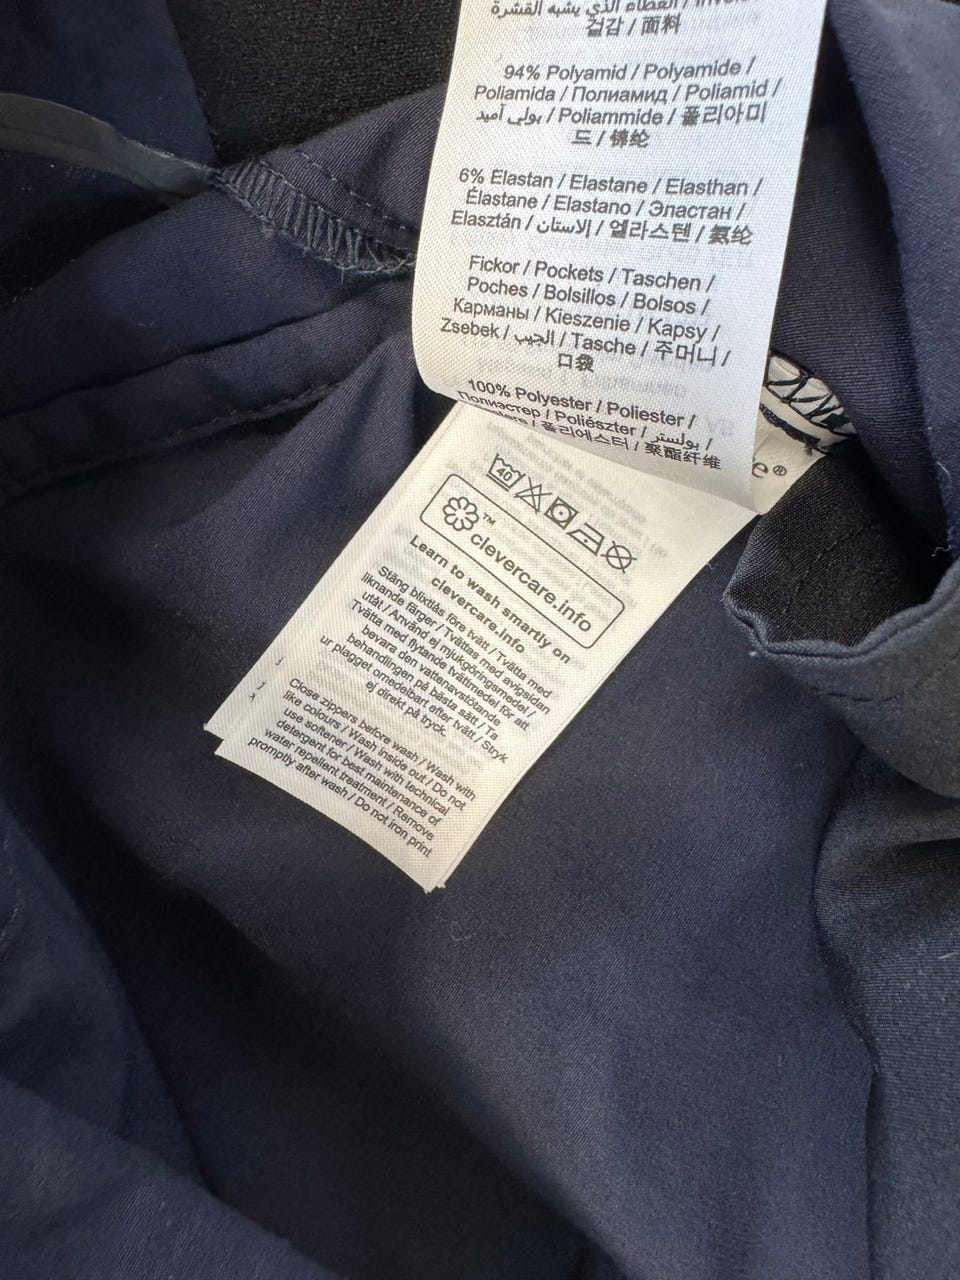 الغطاء الذي يشبه القشرة /
겉감 / 面料
94% Polyamid / Polyamide /
Poliamida / Полиамид / Poliamid /
بولي أميد / Poliammide / 폴리아미
드 / 锦纶
6% Elastan / Elastane / Elasthan /
Élastane / Elastano / Эластан /
Elasztán / الاستان / 엘라스텐 / 氨纶
Fickor / Pockets / Taschen /
Poches / Bolsillos / Bolsos /
Карманы / Kieszenie / Kapsy /
Zsebek / الجيب / Tasche / 주머니 /
口袋
100% Polyester / Poliester /
Полиэстер / Poliészter / بولستر /
폴리에스터 / 聚酯纤维
e®
40
™ clevercare.info
Learn to wash smartly on
clevercare.info
Stäng blixtlås före tvätt / Tvätta med
liknande färger / Tvättas med avigsidan
utåt / Använd ej mjukgöringsmedel /
Tvätta med flytande tvättmedel för att
bevara den vattenavstötande
behandlingen på bästa sätt / Ta
ur plagget omedelbart efter tvätt / Stryk
ej direkt på tryck.
Close zippers before wash / Wash with
like colours / Wash inside out / Do not
use softener / Wash with technical
detergent for best maintenance of
water repellent treatment / Remove
promptly after wash / Do not iron print